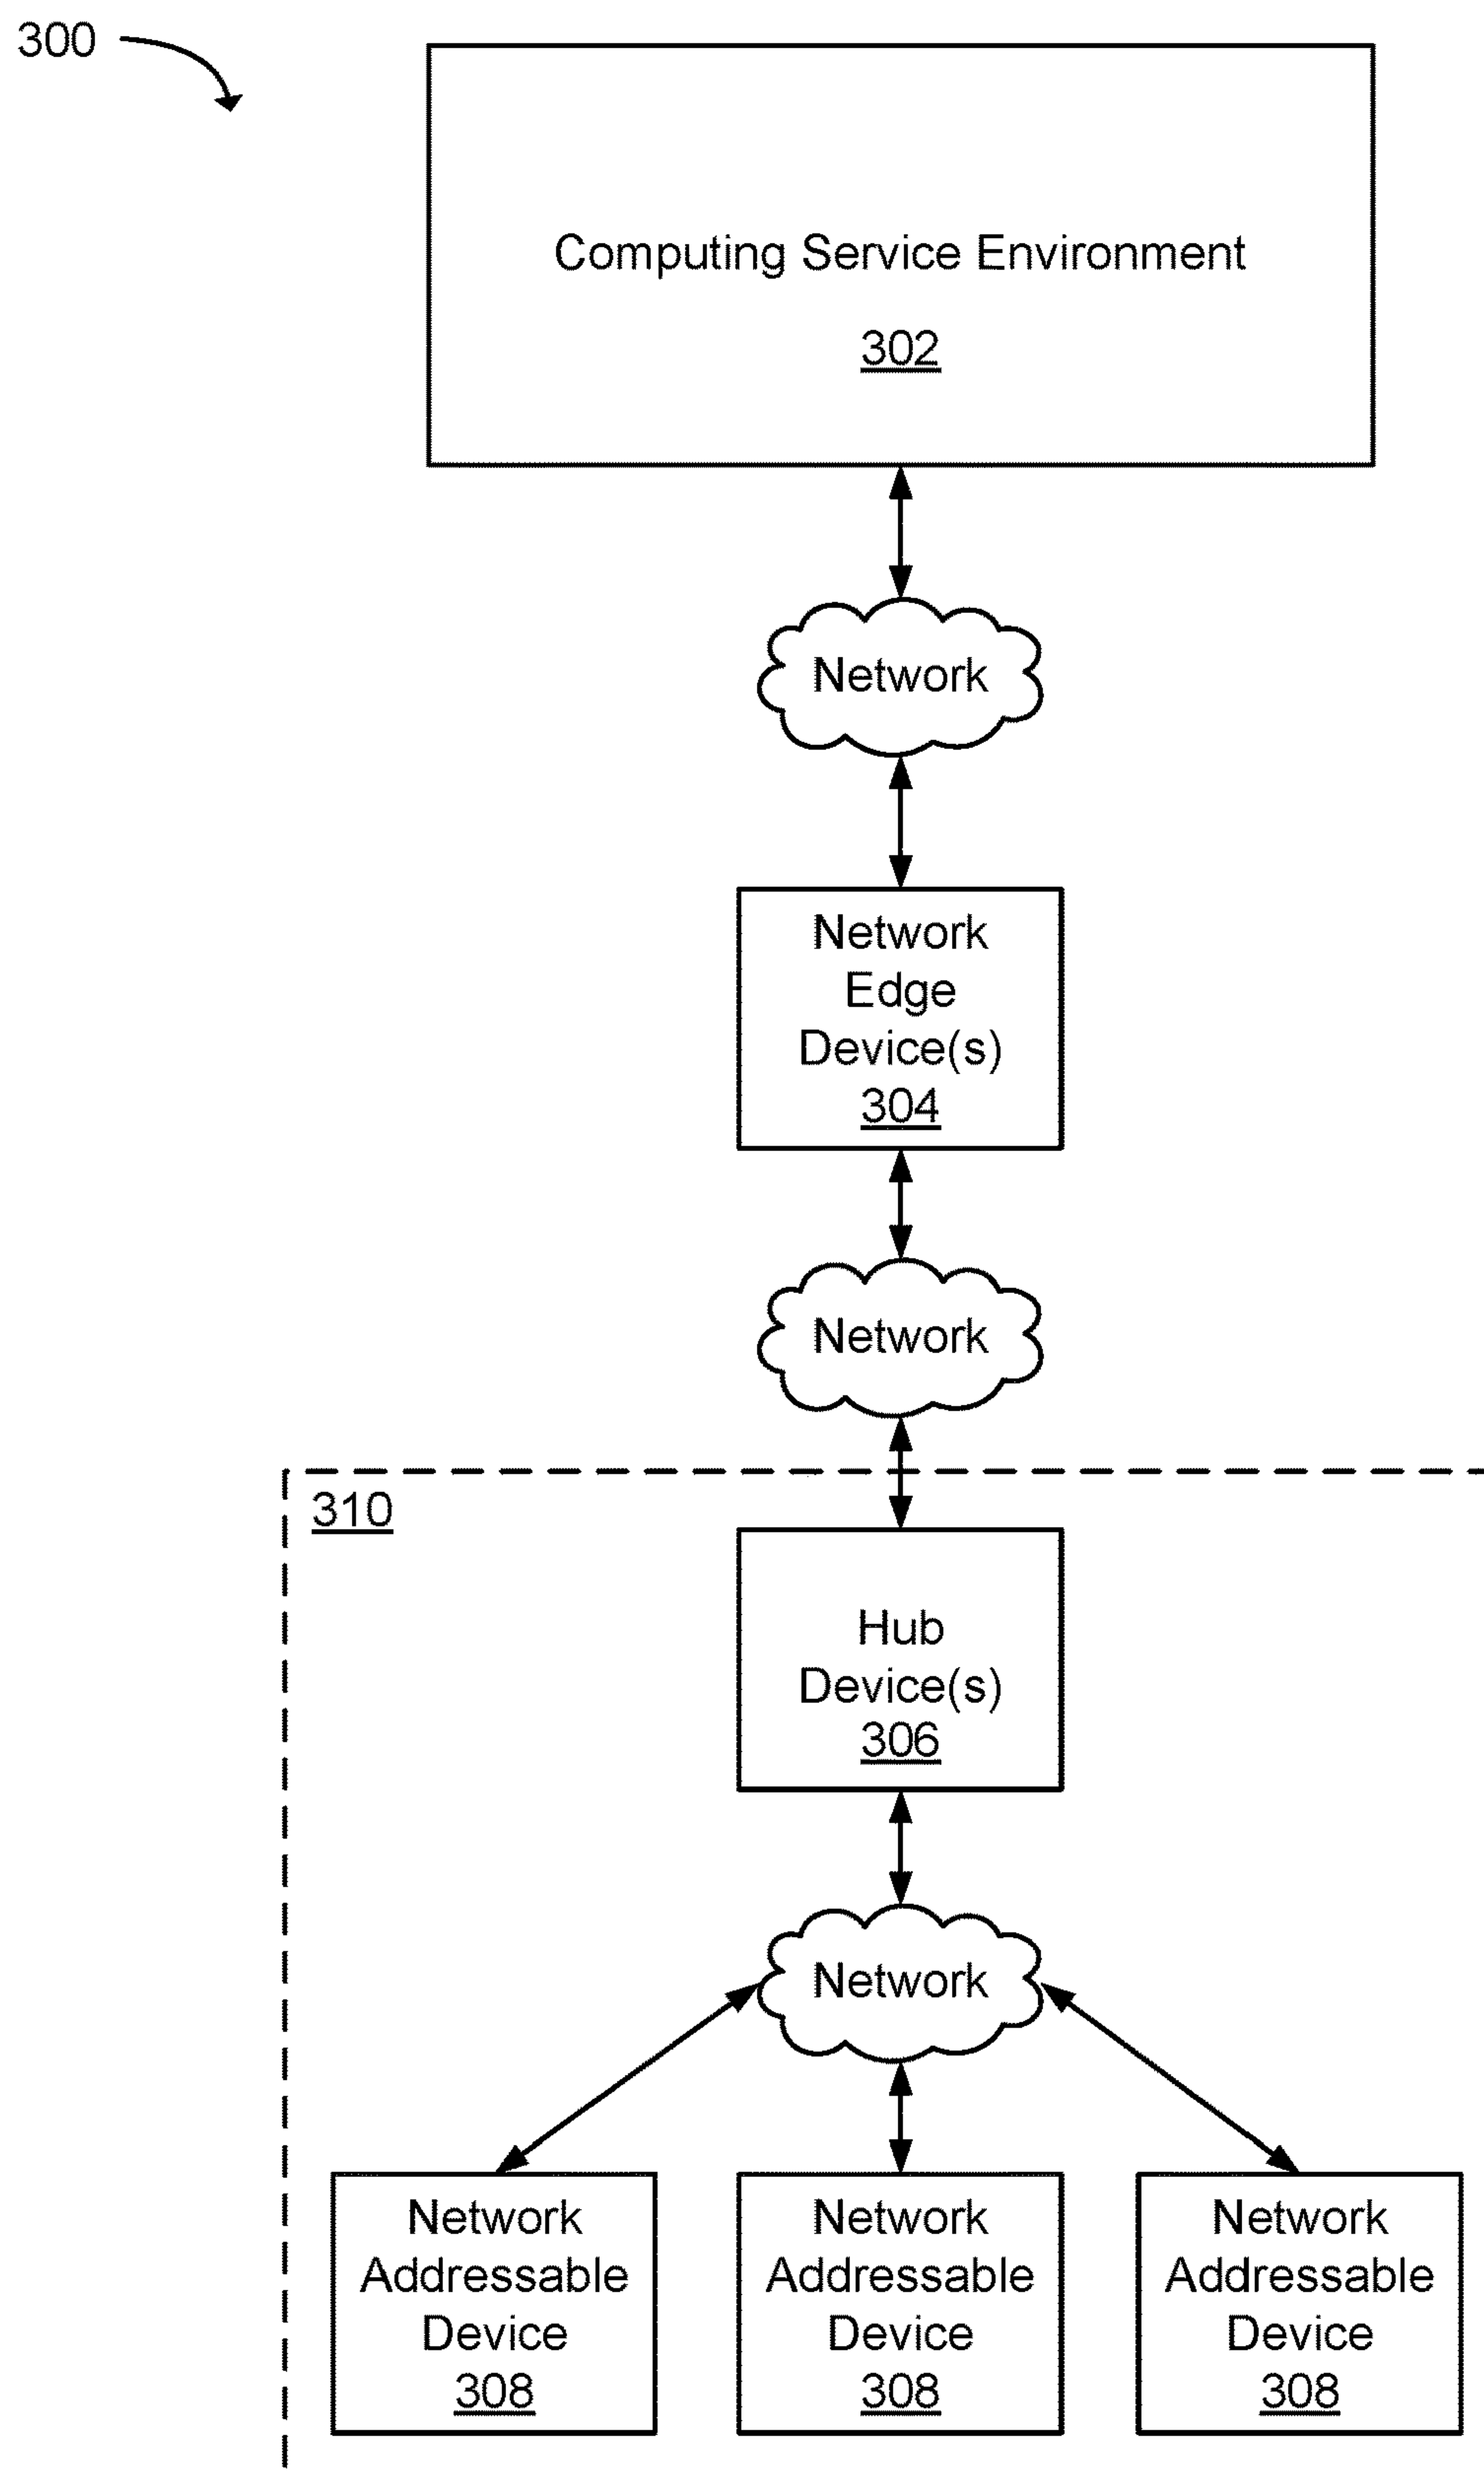 300
Computing Service Environment
302
Network
Network
Edge
Device(s)
304
Network
310
Hub
Device(s)
306
Network
Network
Addressable
Device
308
Network
Addressable
Device
308
Network
Addressable
Device
308